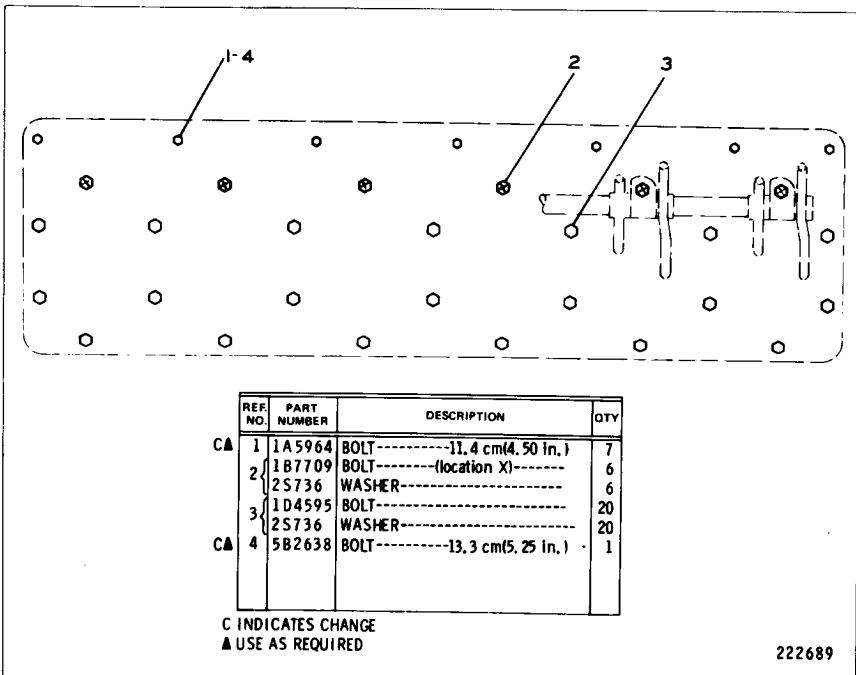 1-4
2
3
REF. NO. PART NUMBER DESCRIPTION QTY
C▲ 1 1A5964 BOLT----------11.4 cm(4.50 in.) 7
2{ 1B7709 BOLT--------(location X)------- 6
2S736 WASHER---------------------- 6
3{ 1D4595 BOLT-------------------------- 20
2S736 WASHER----------------------- 20
C▲ 4 5B2638 BOLT----------13.3 cm(5.25 in.) 1
C INDICATES CHANGE
▲ USE AS REQUIRED
222689